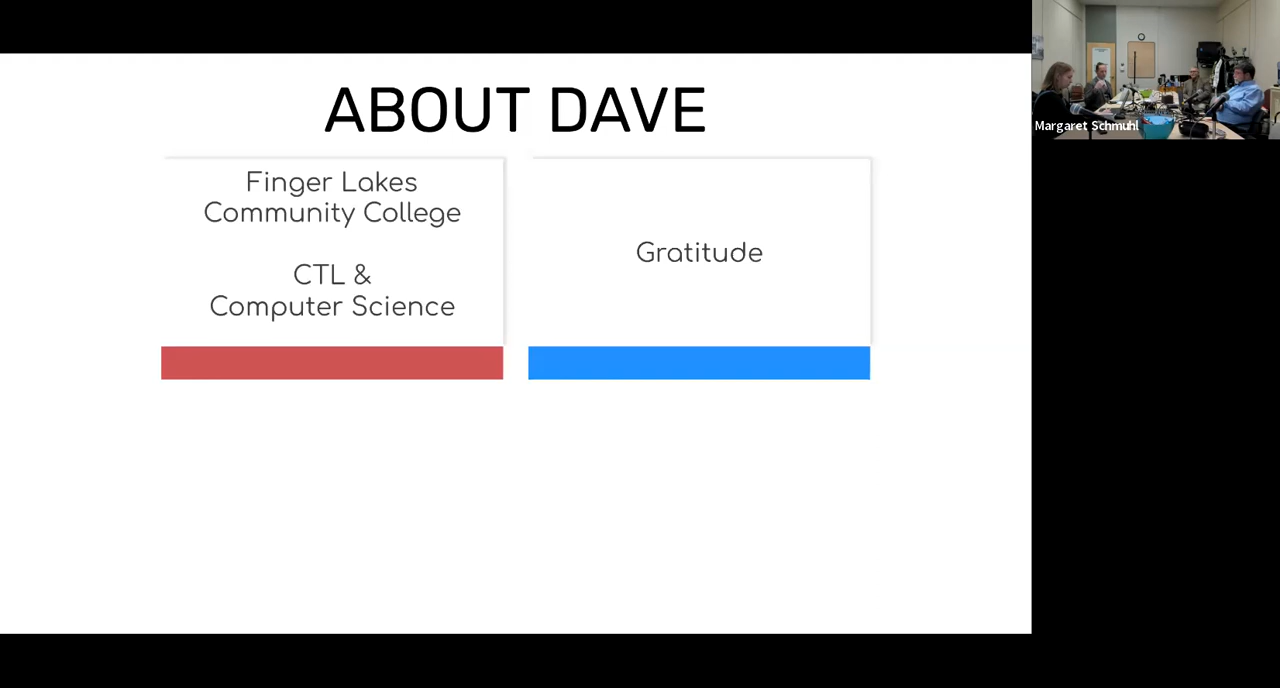 ABOUT DAVE
Finger Lakes
Community College
CTL &
Computer Science
Gratitude
Margaret Schmuhl